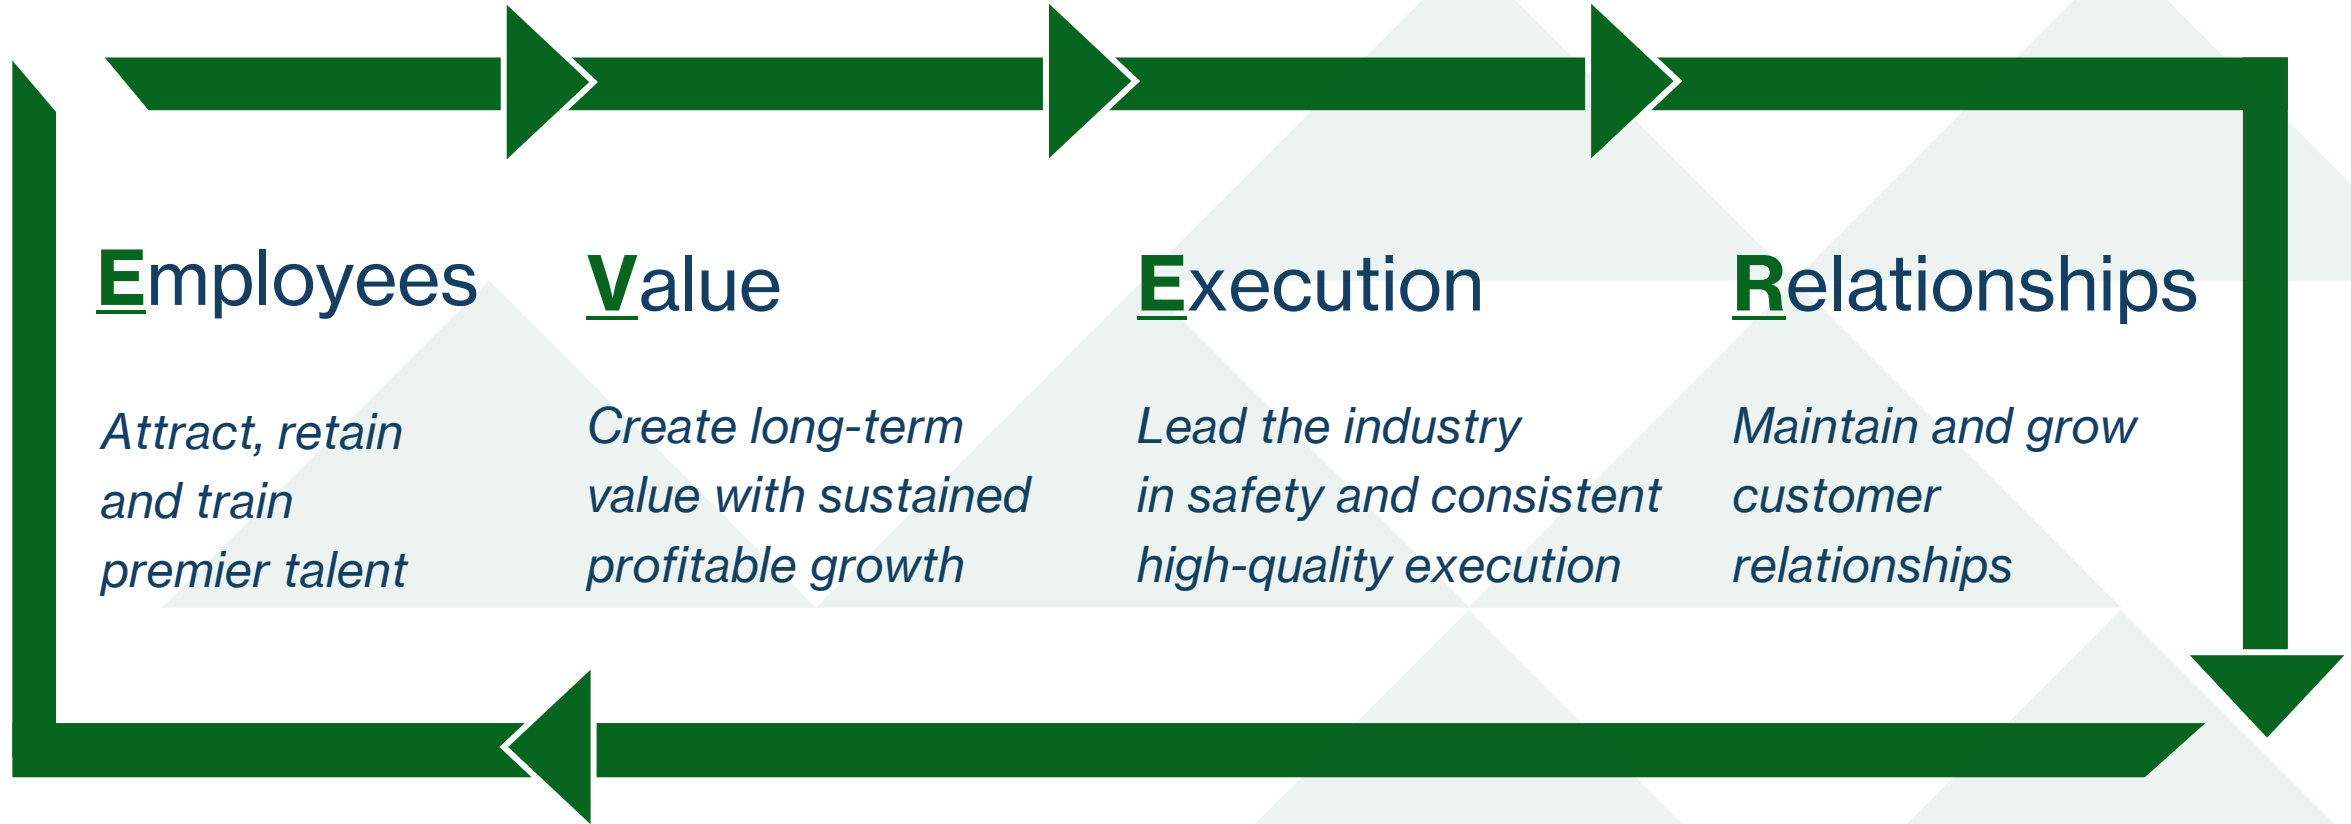 Employees
Attract, retain
and train
premier talent
Value
Create long-term
value with sustained
profitable growth
Execution
Lead the industry
in safety and consistent
high-quality execution
Relationships
Maintain and grow
customer
relationships